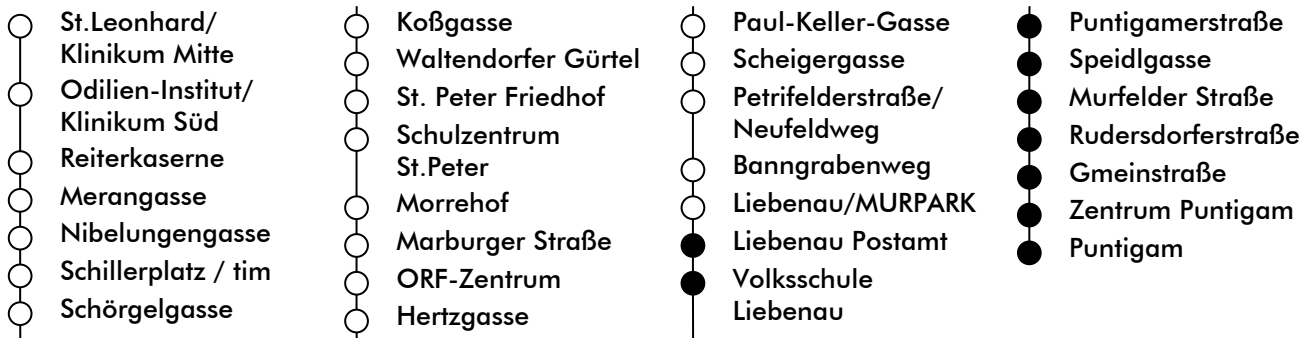 St.Leonhard/
Klinikum Mitte
Odilien-Institut/
Klinikum Süd
Reiterkaserne
Merangasse
Nibelungengasse
Schillerplatz / tim
Schörgelgasse
Koßgasse
Waltendorfer Gürtel
St. Peter Friedhof
Schulzentrum
St.Peter
Morrehof
Marburger Straße
ORF-Zentrum
Hertzgasse
Paul-Keller-Gasse
Scheigergasse
Petrifelderstraße/
Neufeldweg
Banngrabenweg
Liebenau/MURPARK
Liebenau Postamt
Volksschule
Liebenau
Puntigamerstraße
Speidlgasse
Murfelder Straße
Rudersdorferstraße
Gmeinstraße
Zentrum Puntigam
Puntigam